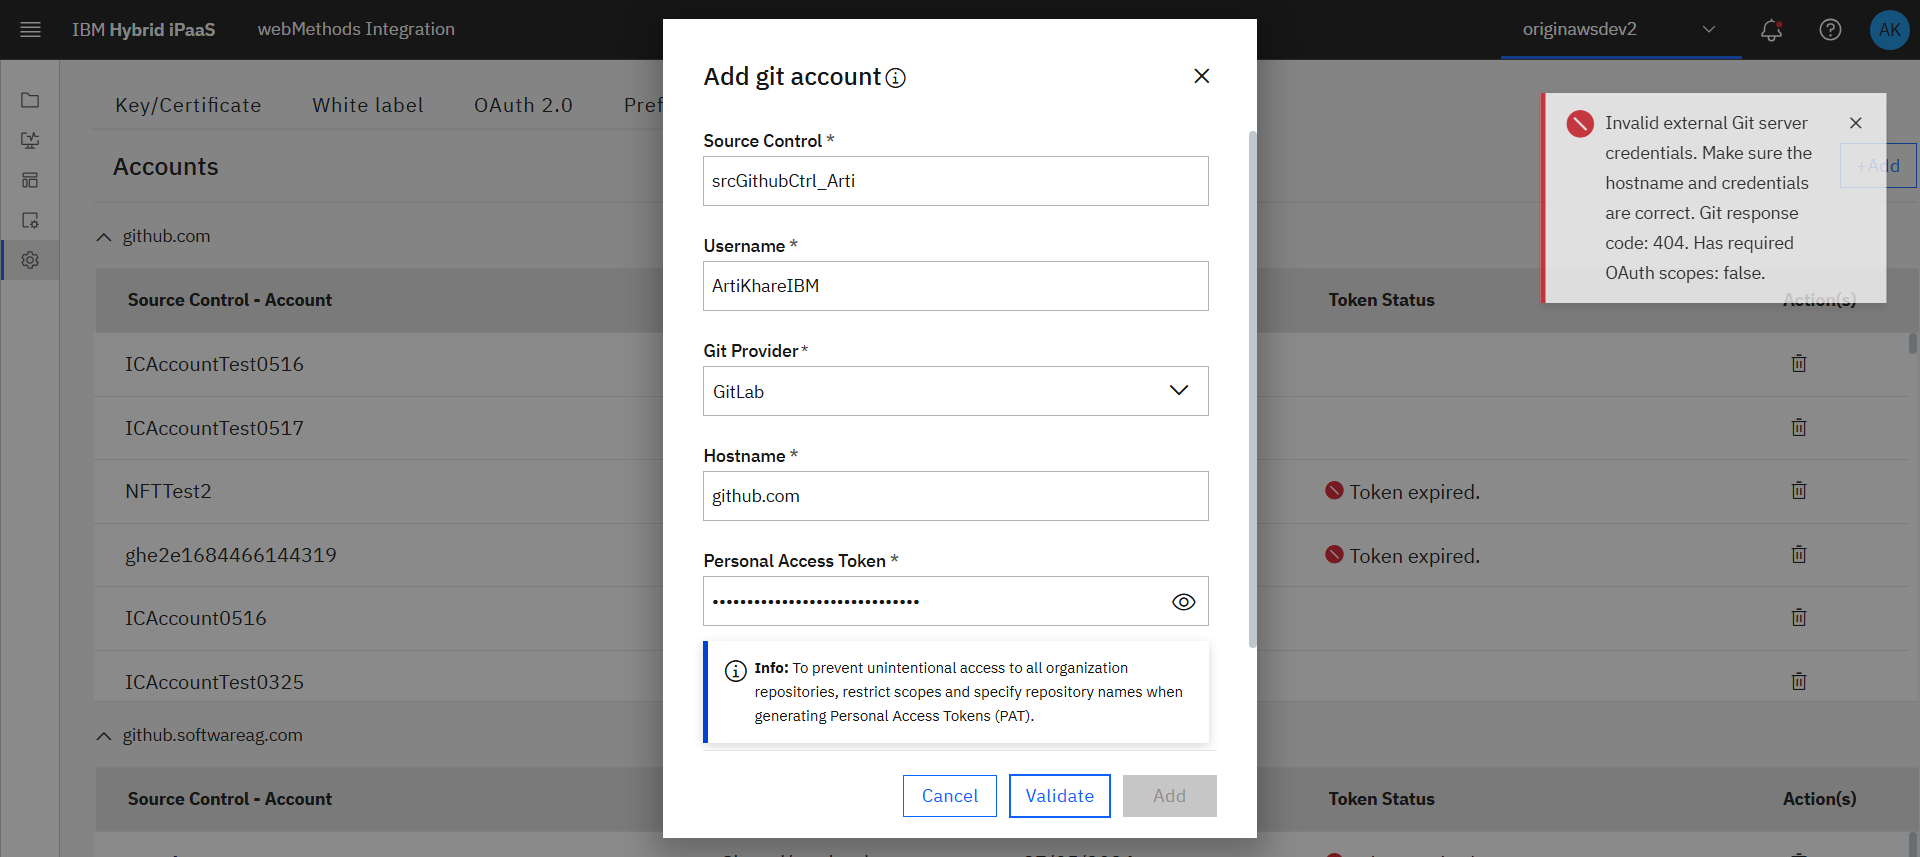 IBM Hybrid iPaaS
webMethods Integration
originawsdev2
AK
Key/Certificate
White label
OAuth 2.0
Pref
Accounts
+Add
github.com
Source Control - Account
Token Status
Action(s)
ICAccountTest0516
ICAccountTest0517
NFTTest2
Token expired.
ghe2e1684466144319
Token expired.
ICAccount0516
ICAccountTest0325
github.softwareag.com
Source Control - Account
Token Status
Action(s)
Add git account
Source Control *
srcGithubCtrl_Arti
Username *
ArtiKhareIBM
Git Provider*
GitLab
Hostname *
github.com
Personal Access Token *
••••••••••••••••••••••••••••••
Info: To prevent unintentional access to all organization
repositories, restrict scopes and specify repository names when
generating Personal Access Tokens (PAT).
Cancel
Validate
Add
Invalid external Git server
credentials. Make sure the
hostname and credentials
are correct. Git response
code: 404. Has required
OAuth scopes: false.